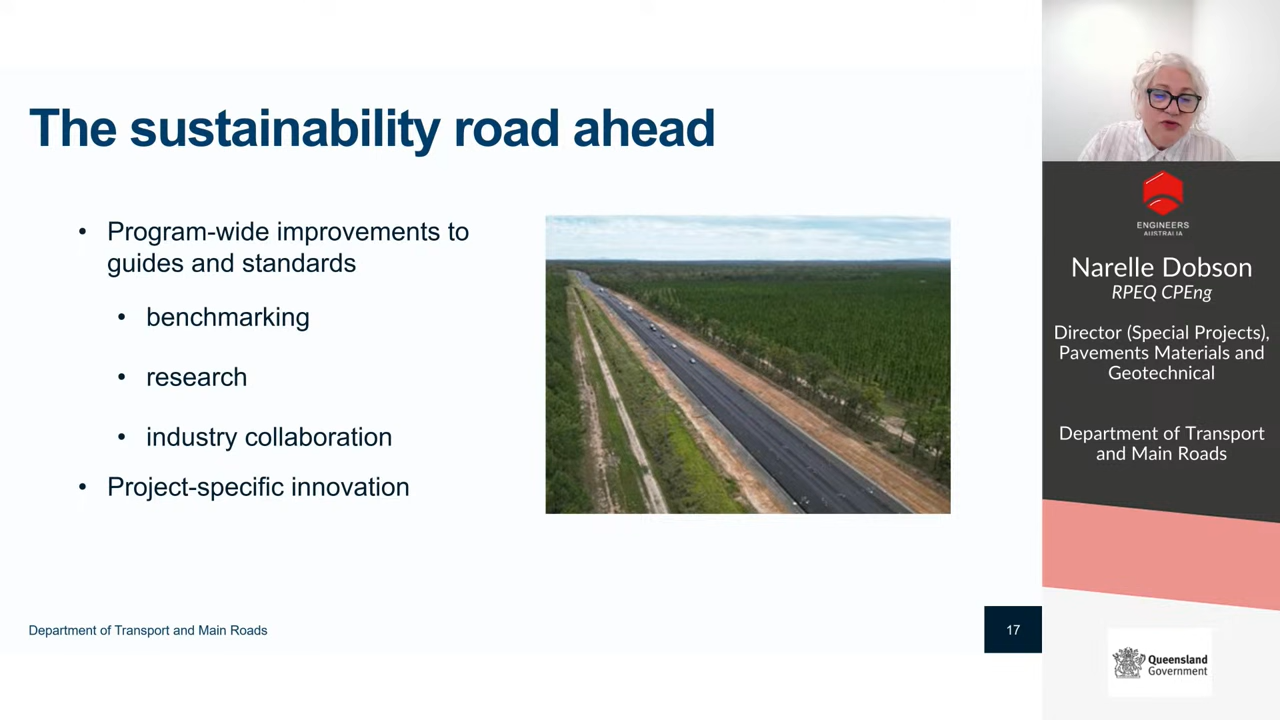 The sustainability road ahead
• Program-wide improvements to
guides and standards
• benchmarking
• research
• industry collaboration
• Project-specific innovation
Department of Transport and Main Roads
17
ENGINEERS
AUSTRALIA
Narelle Dobson
RPEQ CPEng
Director (Special Projects),
Pavements Materials and
Geotechnical
Department of Transport
and Main Roads
Queensland
Government